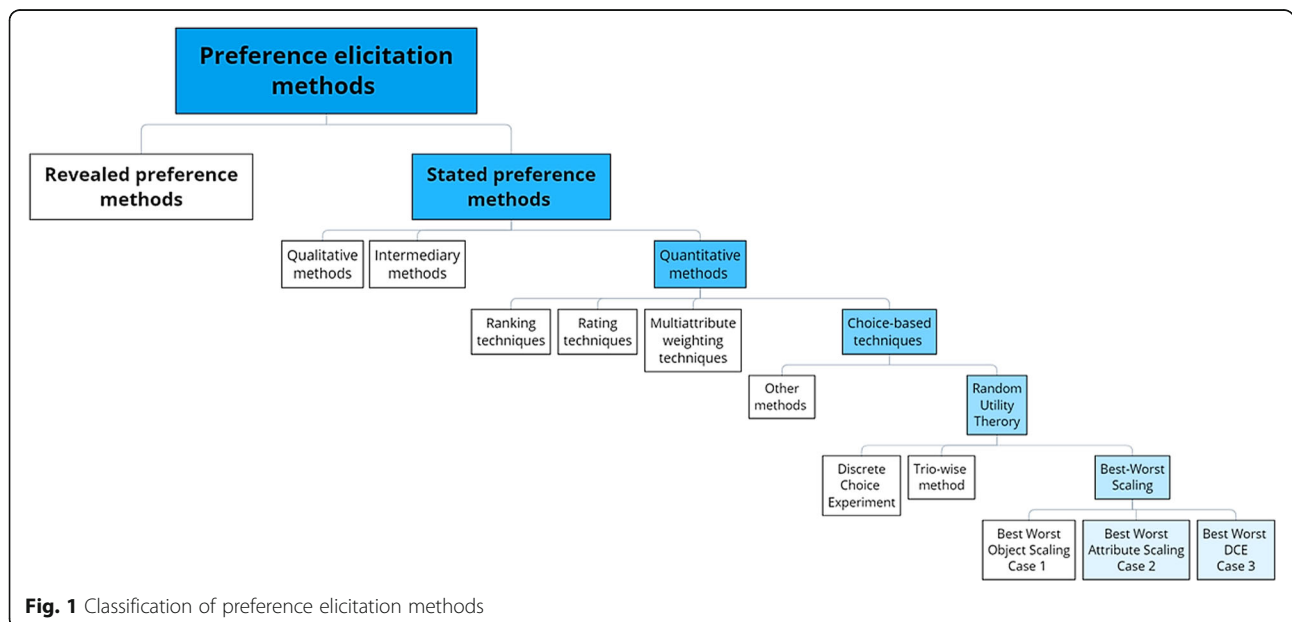 Preference elicitation
methods
Revealed preference
methods
Stated preference
methods
Qualitative
methods
Intermediary
methods
Quantitative
methods
Ranking
techniques
Rating
techniques
Multiattribute
weighting
techniques
Choice-based
techniques
Other
methods
Random
Utility
Therory
Discrete
Choice
Experiment
Trio-wise
method
Best-Worst
Scaling
Best Worst
Object Scaling
Case 1
Best Worst
Attribute Scaling
Case 2
Best Worst
DCE
Case 3
Fig. 1 Classification of preference elicitation methods